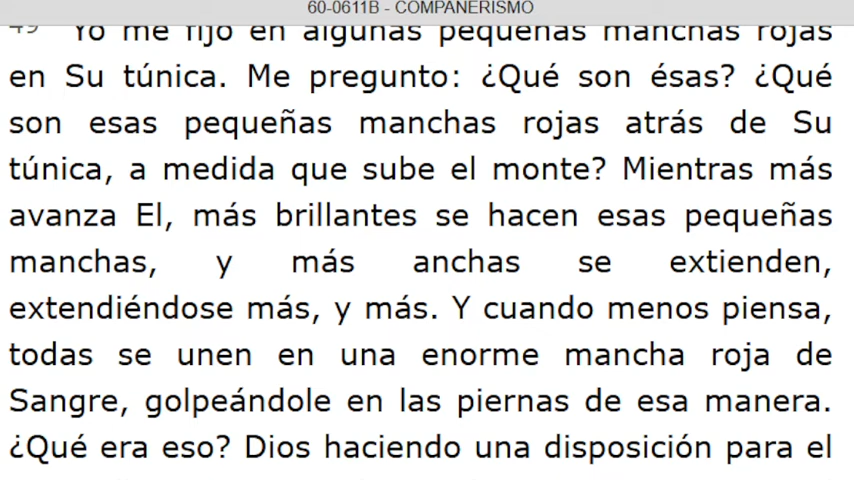 60-0611B - COMPANERISMO
49 Yo me fijo en algunas pequeñas manchas rojas
en Su túnica. Me pregunto: ¿Qué son ésas? ¿Qué
son esas pequeñas manchas rojas atrás de Su
túnica, a medida que sube el monte? Mientras más
avanza El, más brillantes se hacen esas pequeñas
manchas, y más anchas se extienden,
extendiéndose más, y más. Y cuando menos piensa,
todas se unen en una enorme mancha roja de
Sangre, golpeándole en las piernas de esa manera.
¿Qué era eso? Dios haciendo una disposición para el